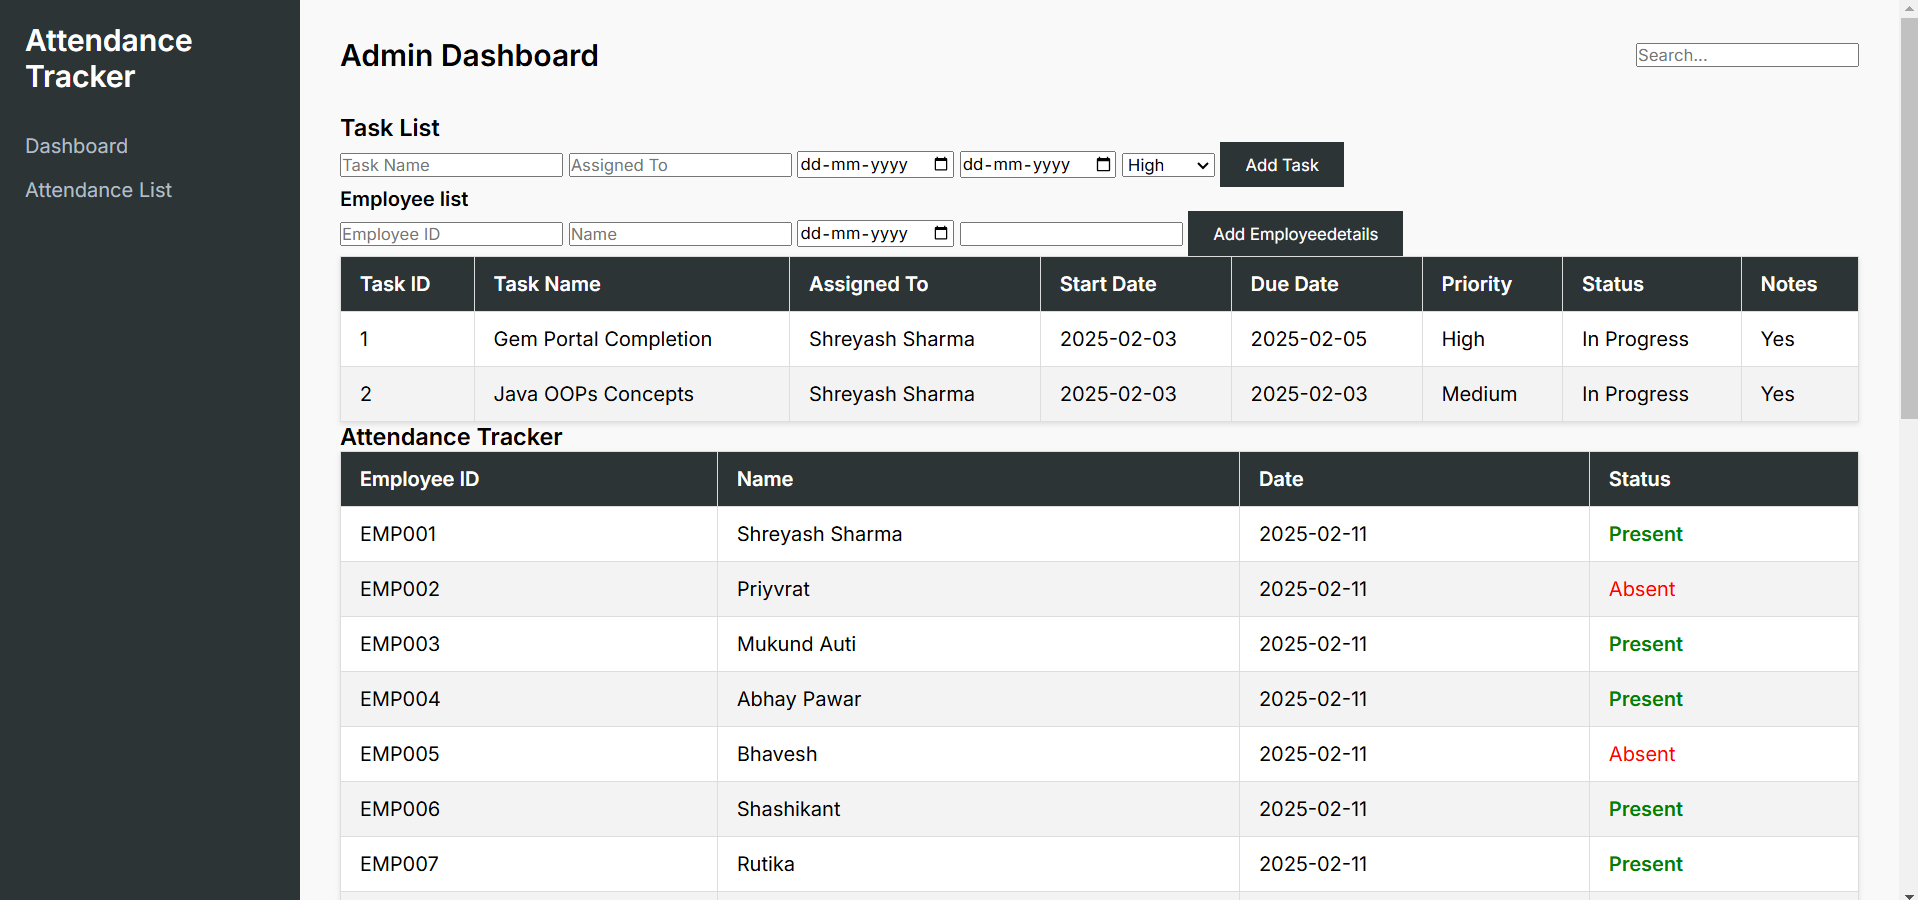 Attendance
Tracker
Dashboard
Attendance List
Admin Dashboard
Search...
Task List
Task Name Assigned To dd-mm-yyyy dd-mm-yyyy High Add Task
Employee list
Employee ID Name dd-mm-yyyy Add Employeedetails
Task ID Task Name Assigned To Start Date Due Date Priority Status Notes
1 Gem Portal Completion Shreyash Sharma 2025-02-03 2025-02-05 High In Progress Yes
2 Java OOPs Concepts Shreyash Sharma 2025-02-03 2025-02-03 Medium In Progress Yes
Attendance Tracker
Employee ID Name Date Status
EMP001 Shreyash Sharma 2025-02-11 Present
EMP002 Priyvrat 2025-02-11 Absent
EMP003 Mukund Auti 2025-02-11 Present
EMP004 Abhay Pawar 2025-02-11 Present
EMP005 Bhavesh 2025-02-11 Absent
EMP006 Shashikant 2025-02-11 Present
EMP007 Rutika 2025-02-11 Present